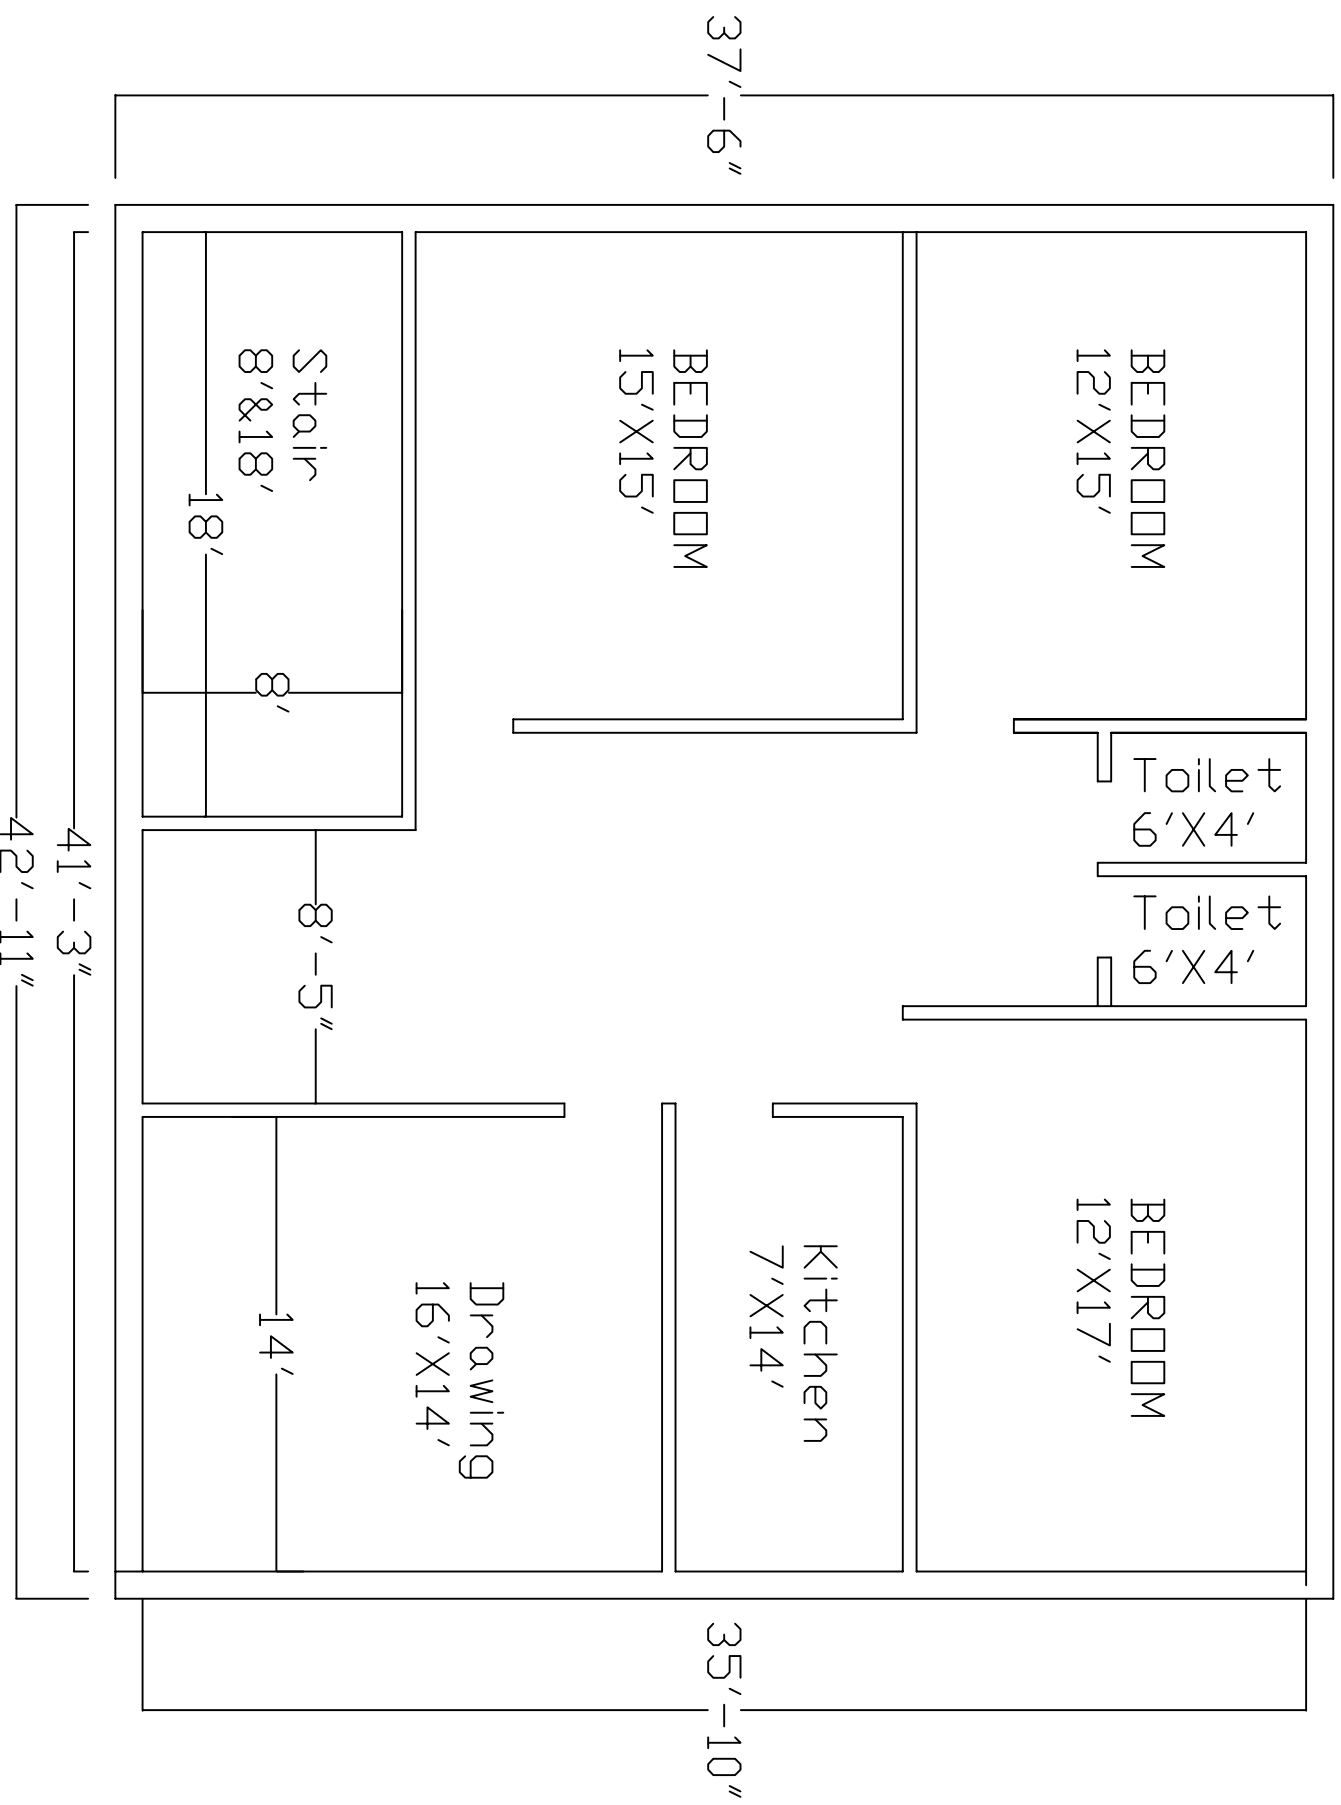 37'-6"
BEDROOM
12'X15'
BEDROOM
15'X15'
Stair
8'&18'
18'
8'
Toilet
6'X4'
Toilet
6'X4'
8'-5"
41'-3"
42'-11"
BEDROOM
12'X17'
Kitchen
7'X14'
Drawing
16'X14'
14'
35'-10"